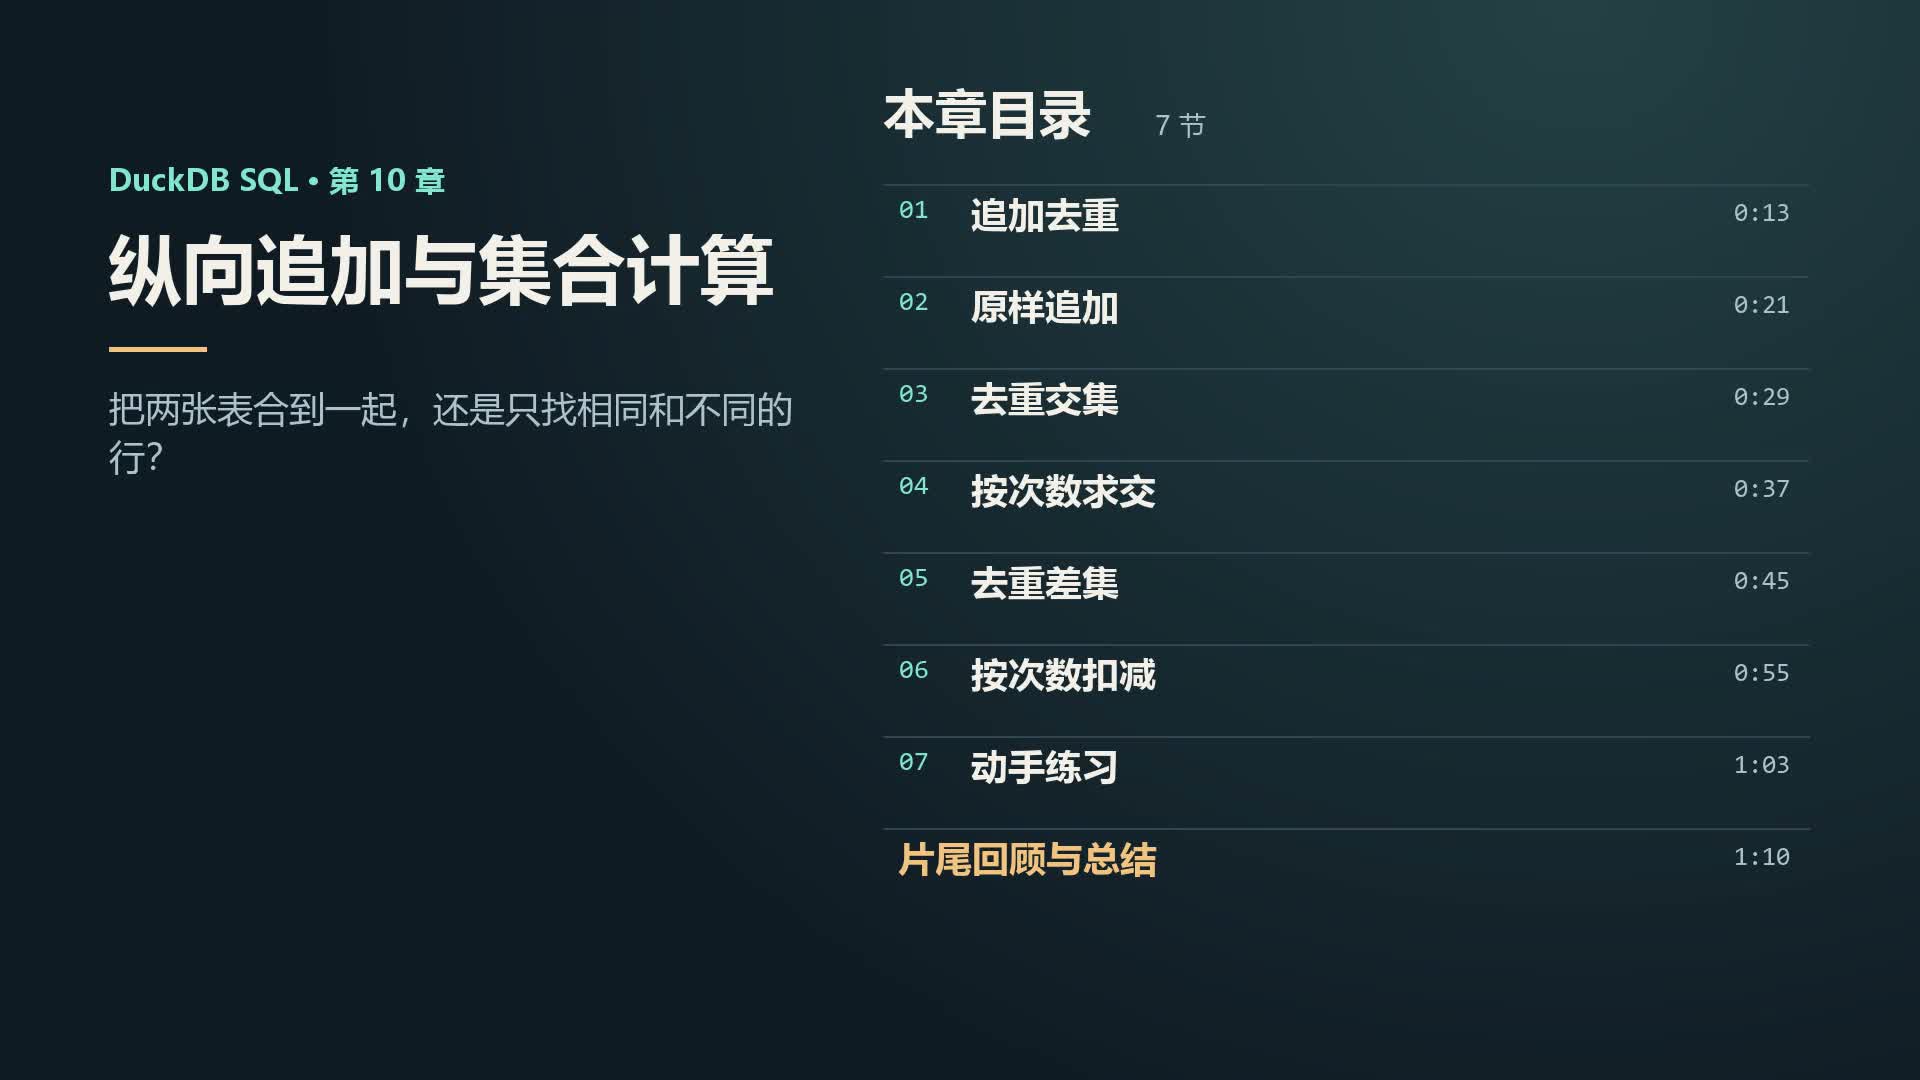 DuckDB SQL • 第 10 章
纵向追加与集合计算
把两张表合到一起，还是只找相同和不同的
行？
本章目录 7 节
01 追加去重 0:13
02 原样追加 0:21
03 去重交集 0:29
04 按次数求交 0:37
05 去重差集 0:45
06 按次数扣减 0:55
07 动手练习 1:03
片尾回顾与总结 1:10